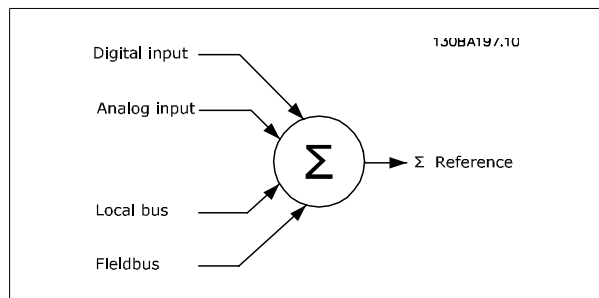 130BA197.10
Digital input
Analog input
Σ
Σ Reference
Local bus
Fieldbus